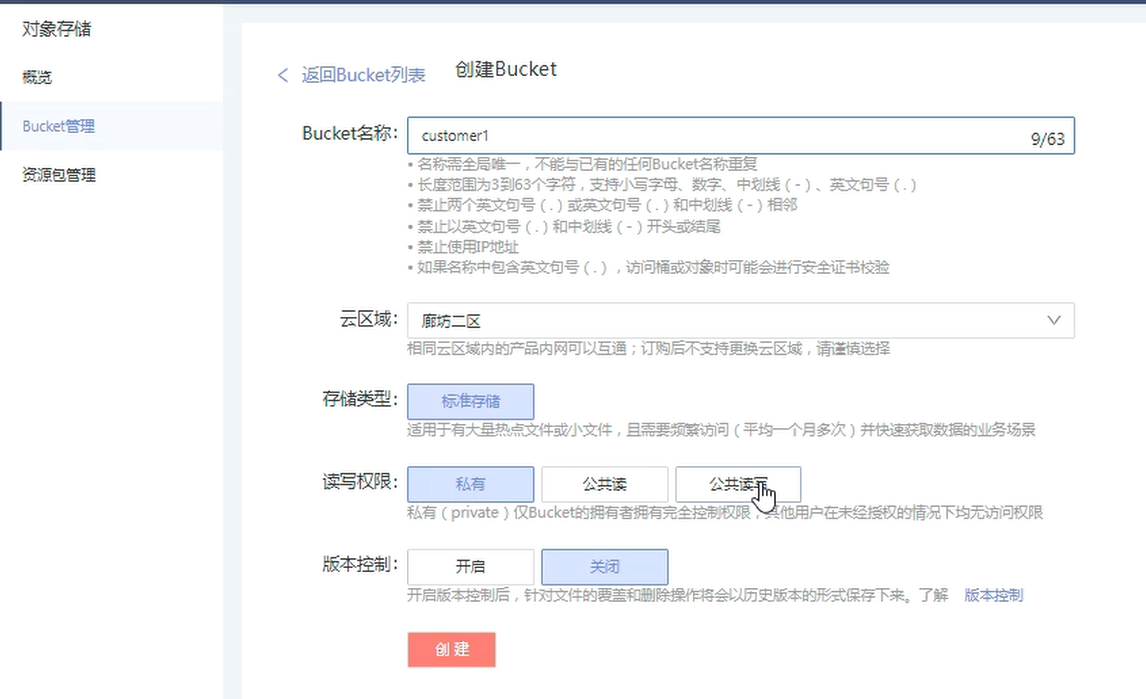 对象存储
概览
Bucket管理
资源包管理
返回Bucket列表 创建Bucket
Bucket名称: customer1 9/63
• 名称需全局唯一，不能与已有的任何Bucket名称重复
• 长度范围为3到63个字符，支持小写字母、数字、中划线（-）、英文句号（.）
• 禁止两个英文句号（.）或英文句号（.）和中划线（-）相邻
• 禁止以英文句号（.）和中划线（-）开头或结尾
• 禁止使用IP地址
• 如果名称中包含英文句号（.），访问桶或对象时可能会进行安全证书校验
云区域: 廊坊二区
相同云区域内的产品内网可以互通；订购后不支持更换云区域，请谨慎选择
存储类型: 标准存储
适用于有大量热点文件或小文件，且需要频繁访问（平均一个月多次）并快速获取数据的业务场景
读写权限: 私有 公共读 公共读写
私有（private）仅Bucket的拥有者拥有完全控制权限，其他用户在未经授权的情况下均无访问权限
版本控制: 开启 关闭
开启版本控制后，针对文件的覆盖和删除操作将会以历史版本的形式保存下来。了解 版本控制
创建